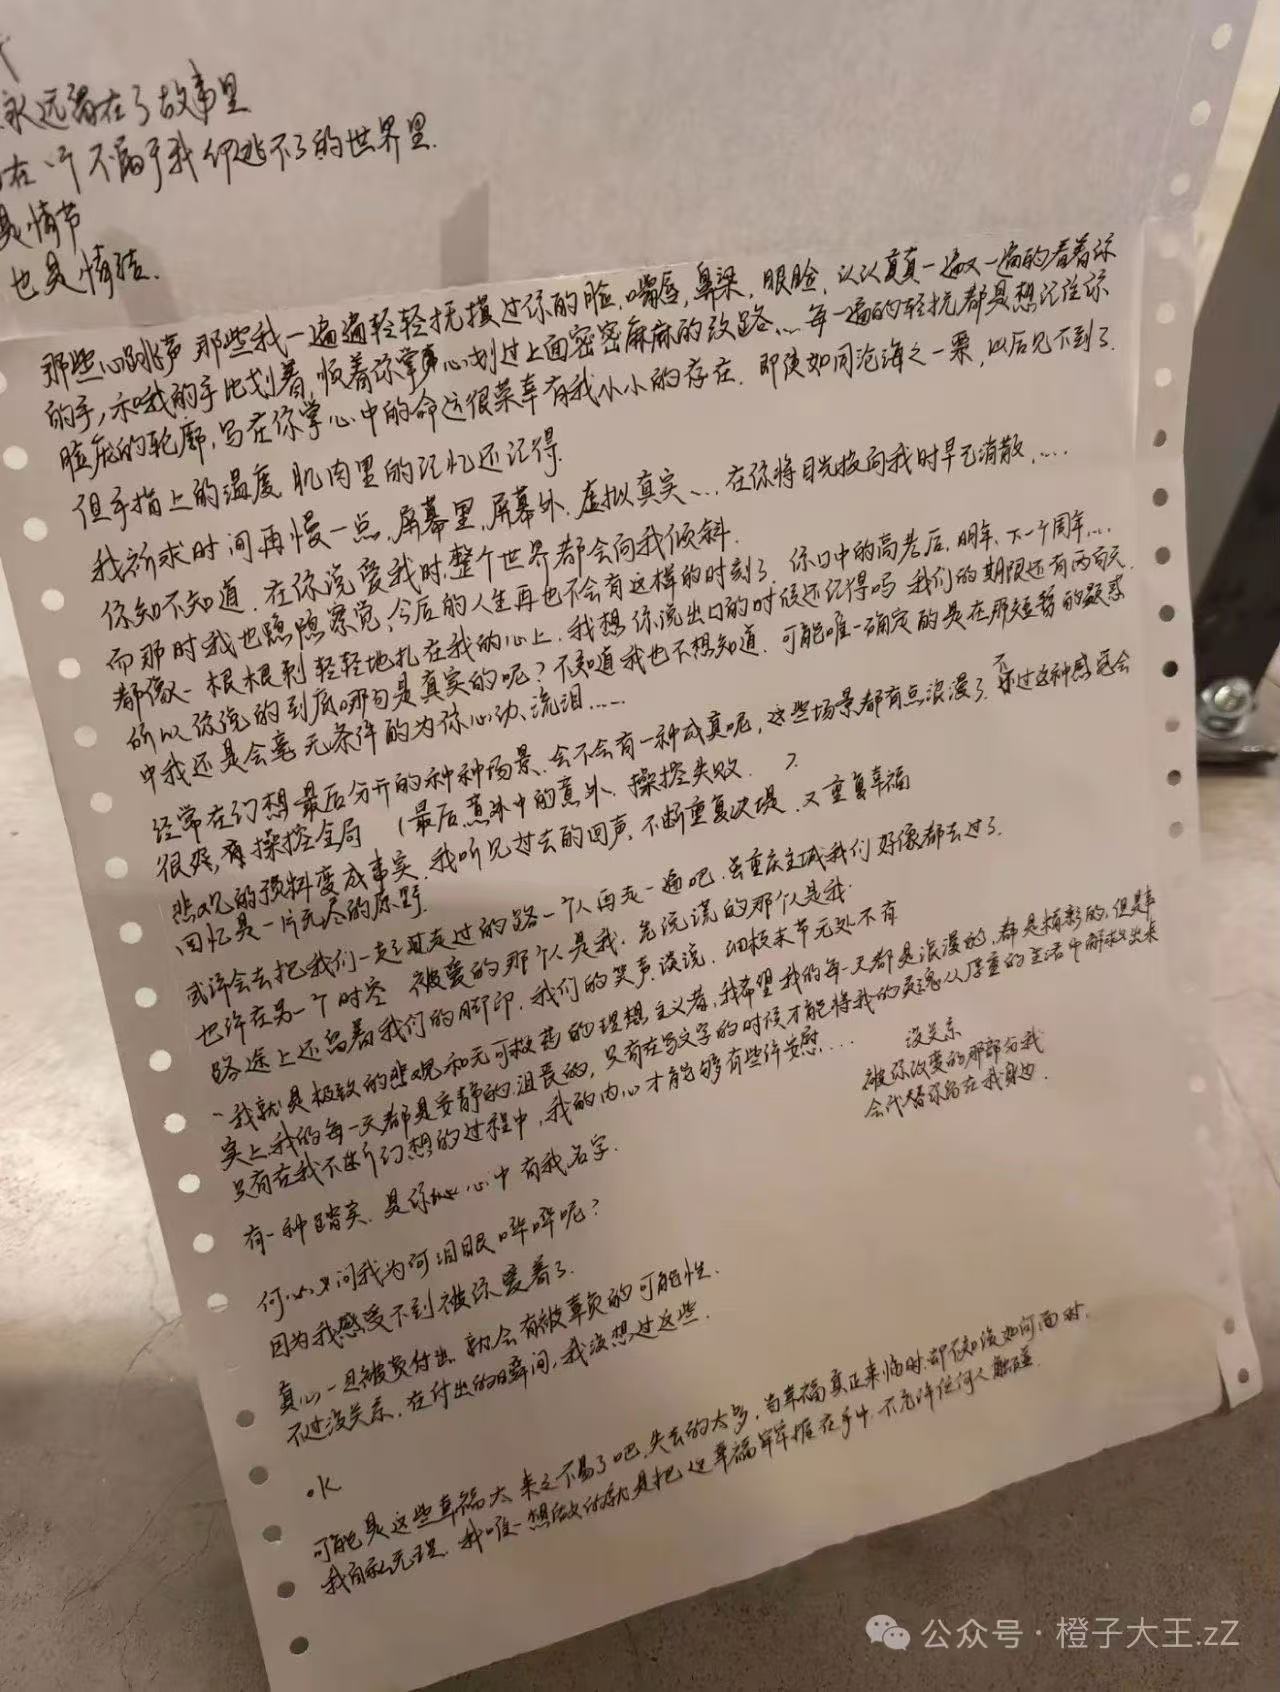 永远留在了故事里
在一个不属于我们逃不了的世界里.
是情节
也是情结.
那些心跳声 那些我一遍遍轻轻抚摸过你的脸,嘴唇,鼻梁,眼睑,认认真真一遍又一遍的看着你
的手,和我的手比划着,顺着你掌心划过上面密密麻麻的纹路、、、每一遍的轻抚都是想记住你
脸庞的轮廓,写在你掌心中的命运很荣幸有我小小的存在.即使如同沧海之一粟,以后见不到了.
但手指上的温度 肌肉里的记忆还记得.
我祈求时间再慢一点.屏幕里,屏幕外.虚拟真实、、、在你将目光投向我时早已消散、...
你知不知道.在你说爱我时,整个世界都会向我倾斜.
而那时我也隐隐察觉,今后的人生再也不会有这样的时刻了.你口中的高考后,明年,下一个周年,...
都像一根根刺轻轻地扎在我的心上.我想你说出口的时候还记得吗 我们的期限还有两百天.
所以你说的到底哪句是真实的呢?不知道我也不想知道.可能唯一确定的是在那短暂的疑惑
中我还是会毫无条件的为你心动、流泪......
经常在幻想最后分开的种种场景.会不会有一种成真呢,这些场景都有点浪漫了.不过这种感觉会
很好,有操控全局 (最后意外中的意外.操控失败. )
悲观的预料变成事实.我听见过去的回声.不断重复决堤.又重复幸福
回忆是一片无尽的原野.
或许会去把我们一起走过的路一个人再走一遍吧.虽重庆主城我们好像都去过了.
也许在另一个时空 被爱的那个人是我.先说谎的那个人是我.
路途上还留着我们的脚印.我们的笑声.谈说.细枝末节无处不有
、我就是极致的悲观和无可救药的理想主义者,我希望我的每一天都是浪漫的,都是精彩的.但是事
实上我的每一天都是安静的.沮丧的,只有在写文字的时候才能将我的灵魂从厚重的生活中解救出来
只有在我不断幻想的过程中,我的内心才能够有些许安慰....
没关系
被你改变的那部分我
会代替你留在我身边.
有一种踏实.是你心中有我名字.
何必问我为何泪眼哗哗呢?
因为我感受不到被你爱着了.
真心一旦被交付出 就会有被辜负的可能性.
不过没关系.在付出的瞬间,我没想过这些.
·K
可能是这些幸福太来之不易了吧.失去的太多,当幸福真正来临时.却不知该如何面对.
我自私无理.我唯一想做的就是把这幸福牢牢握在手中.不允许任何人触碰.
公众号·橙子大王.zZ